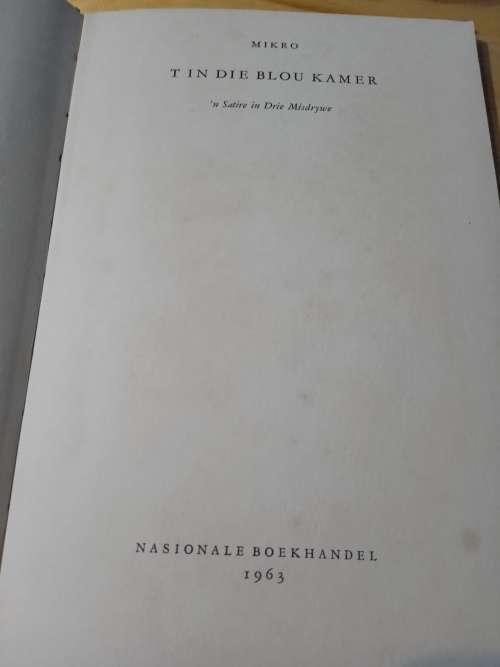 MIKRO
T IN DIE BLOU KAMER
'n Satire in Drie Misdrywe
NASIONALE BOEKHANDEL
1963